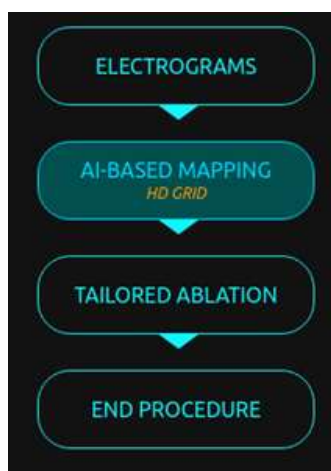 ELECTROGRAMS
AI-BASED MAPPING
HD GRID
TAILORED ABLATION
END PROCEDURE